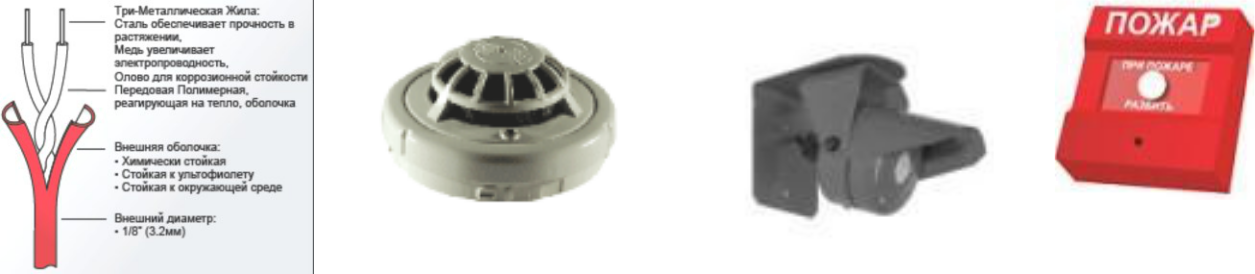 Три-Металлическая Жила:
Сталь обеспечивает прочность в
растяжении,
Медь увеличивает
электропроводность,
Олово для коррозионной стойкости
Передовая Полимерная,
реагирующая на тепло, оболочка
Внешняя оболочка:
• Химически стойкая
• Стойкая к ультофиолету
• Стойкая к окружающей среде
Внешний диаметр:
• 1/8" (3.2мм)
ПОЖАР
ПРИ ПОЖАРЕ
РАЗБИТЬ